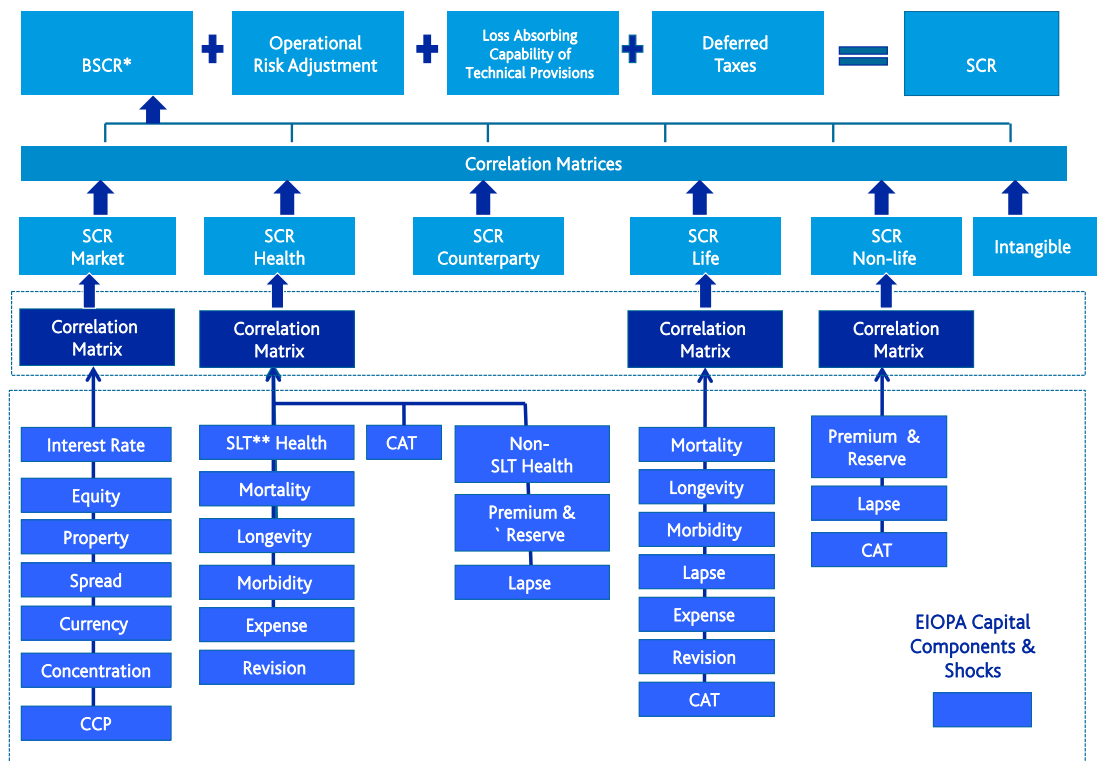 BSCR*
Operational
Risk Adjustment
Loss Absorbing
Capability of
Technical Provisions
Deferred
Taxes
SCR
Correlation Matrices
SCR
Market
SCR
Health
SCR
Counterparty
SCR
Life
SCR
Non-life
Intangible
Correlation
Matrix
Correlation
Matrix
Correlation
Matrix
Correlation
Matrix
Interest Rate
Equity
Property
Spread
Currency
Concentration
CCP
SLT** Health
Mortality
Longevity
Morbidity
Expense
Revision
CAT
Non-
SLT Health
Premium &
` Reserve
Lapse
Mortality
Longevity
Morbidity
Lapse
Expense
Revision
CAT
Premium &
Reserve
Lapse
CAT
EIOPA Capital
Components &
Shocks